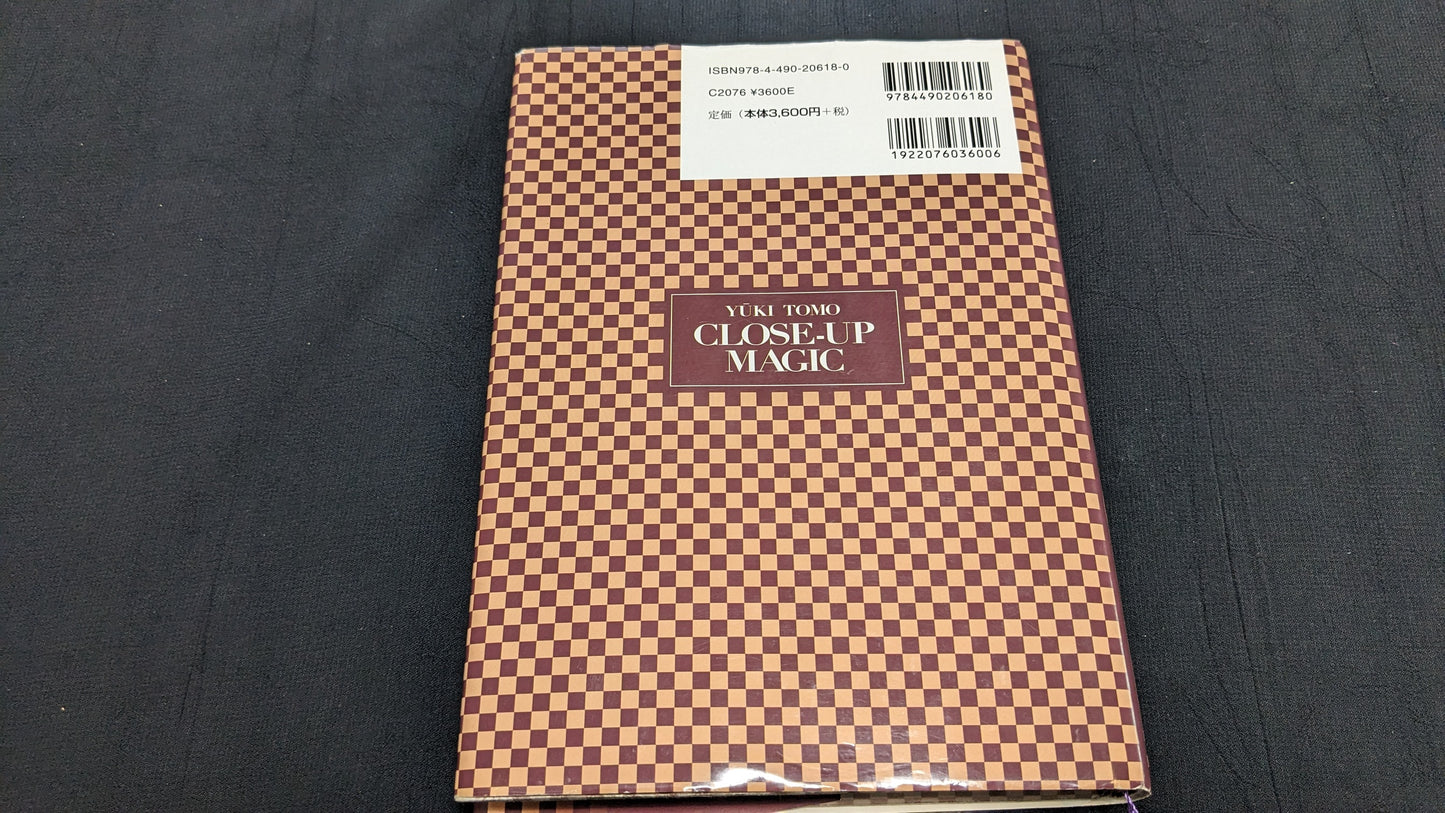 ISBN978-4-490-20618-0
C2076 ¥3600E
定価（本体3,600円＋税）
9784490206180
1922076036006
YŪKI TOMO
CLOSE-UP
MAGIC